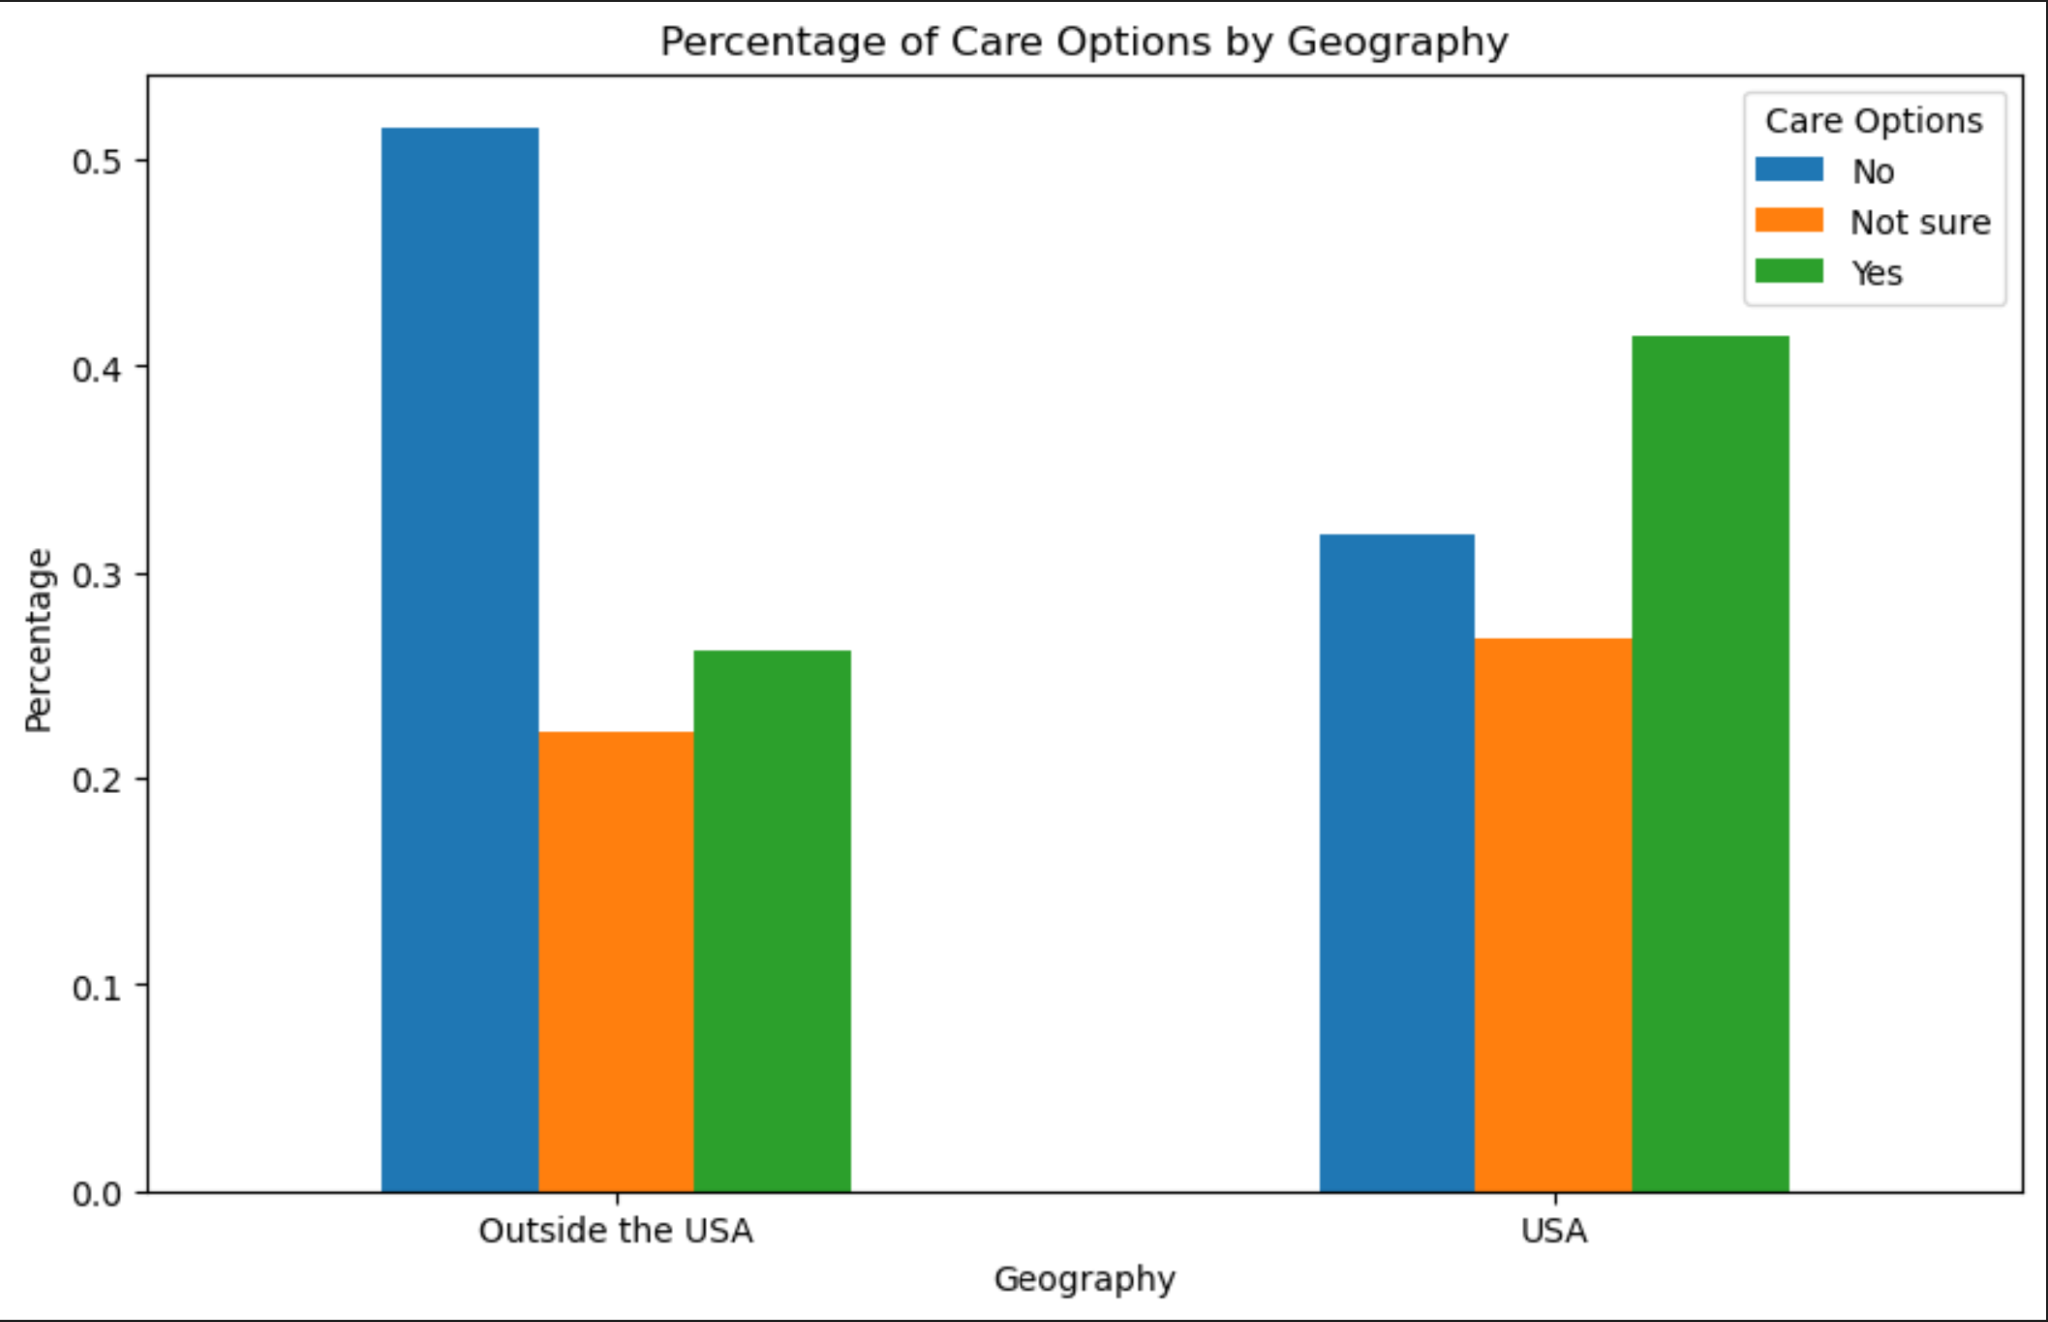 Percentage of Care Options by Geography
Care Options
No
Not sure
Yes
Percentage
0.5
0.4
0.3
0.2
0.1
0.0
Outside the USA
USA
Geography